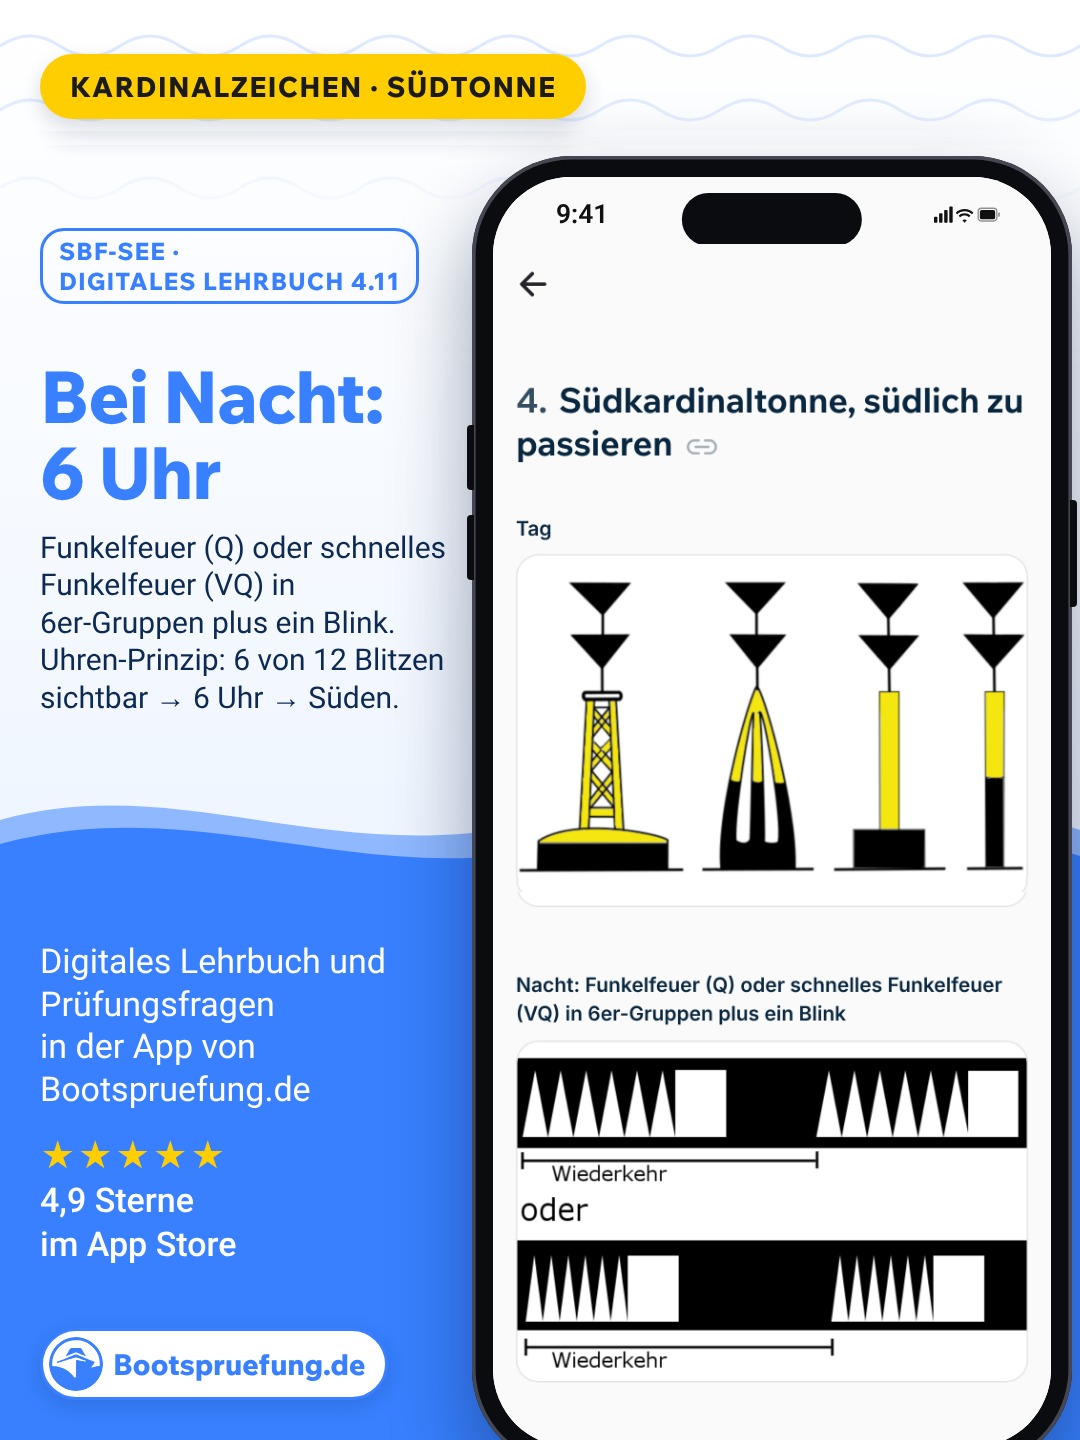 KARDINALZEICHEN · SÜDTONNE
SBF-SEE ·
DIGITALES LEHRBUCH 4.11
Bei Nacht:
6 Uhr
Funkelfeuer (Q) oder schnelles
Funkelfeuer (VQ) in
6er-Gruppen plus ein Blink.
Uhren-Prinzip: 6 von 12 Blitzen
sichtbar → 6 Uhr → Süden.
Digitales Lehrbuch und
Prüfungsfragen
in der App von
Bootspruefung.de
★★★★★
4,9 Sterne
im App Store
Bootspruefung.de
9:41
4. Südkardinaltonne, südlich zu
passieren
Tag
Nacht: Funkelfeuer (Q) oder schnelles Funkelfeuer
(VQ) in 6er-Gruppen plus ein Blink
Wiederkehr
oder
Wiederkehr